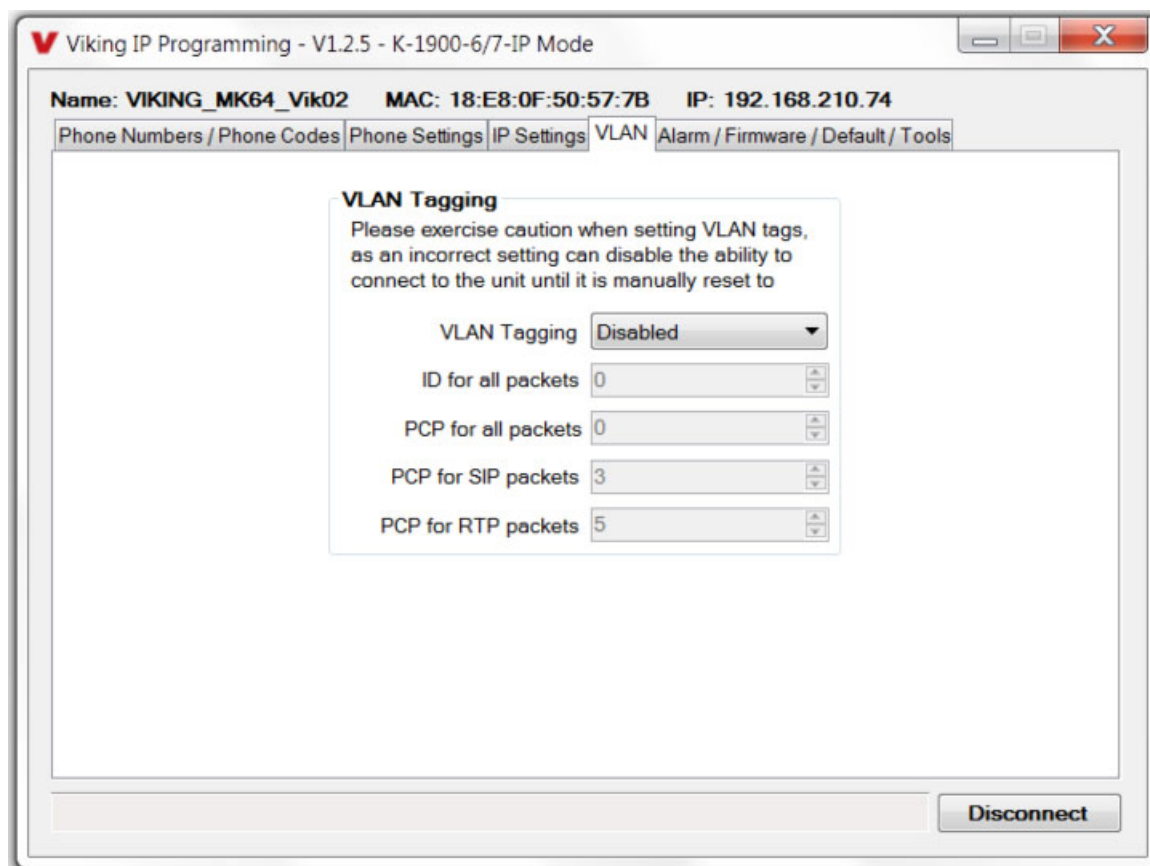 Viking IP Programming - V1.2.5 - K-1900-6/7-IP Mode
Name: VIKING_MK64_Vik02 MAC: 18:E8:0F:50:57:7B IP: 192.168.210.74
Phone Numbers / Phone Codes Phone Settings IP Settings VLAN Alarm / Firmware / Default / Tools
VLAN Tagging
Please exercise caution when setting VLAN tags,
as an incorrect setting can disable the ability to
connect to the unit until it is manually reset to
VLAN Tagging Disabled
ID for all packets 0
PCP for all packets 0
PCP for SIP packets 3
PCP for RTP packets 5
Disconnect